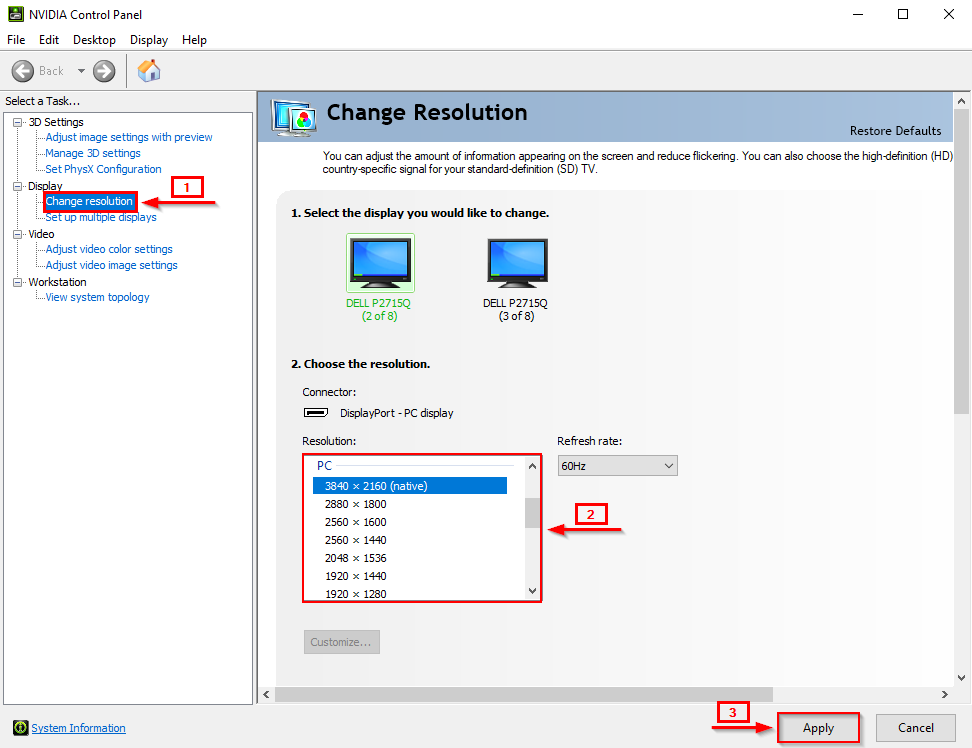 NVIDIA Control Panel
File Edit Desktop Display Help
Back
Select a Task...
3D Settings
Adjust image settings with preview
Manage 3D settings
Set PhysX Configuration
Display
1
Change resolution
Set up multiple displays
Video
Adjust video color settings
Adjust video image settings
Workstation
View system topology
Change Resolution
Restore Defaults
You can adjust the amount of information appearing on the screen and reduce flickering. You can also choose the high-definition (HD)
country-specific signal for your standard-definition (SD) TV.
1. Select the display you would like to change.
DELL P2715Q
(2 of 8)
DELL P2715Q
(3 of 8)
2. Choose the resolution.
Connector:
DisplayPort - PC display
Resolution:
Refresh rate:
PC
60Hz
3840 × 2160 (native)
2880 × 1800
2560 × 1600
2560 × 1440
2048 × 1536
1920 × 1440
1920 × 1280
2
Customize...
System Information
3
Apply
Cancel